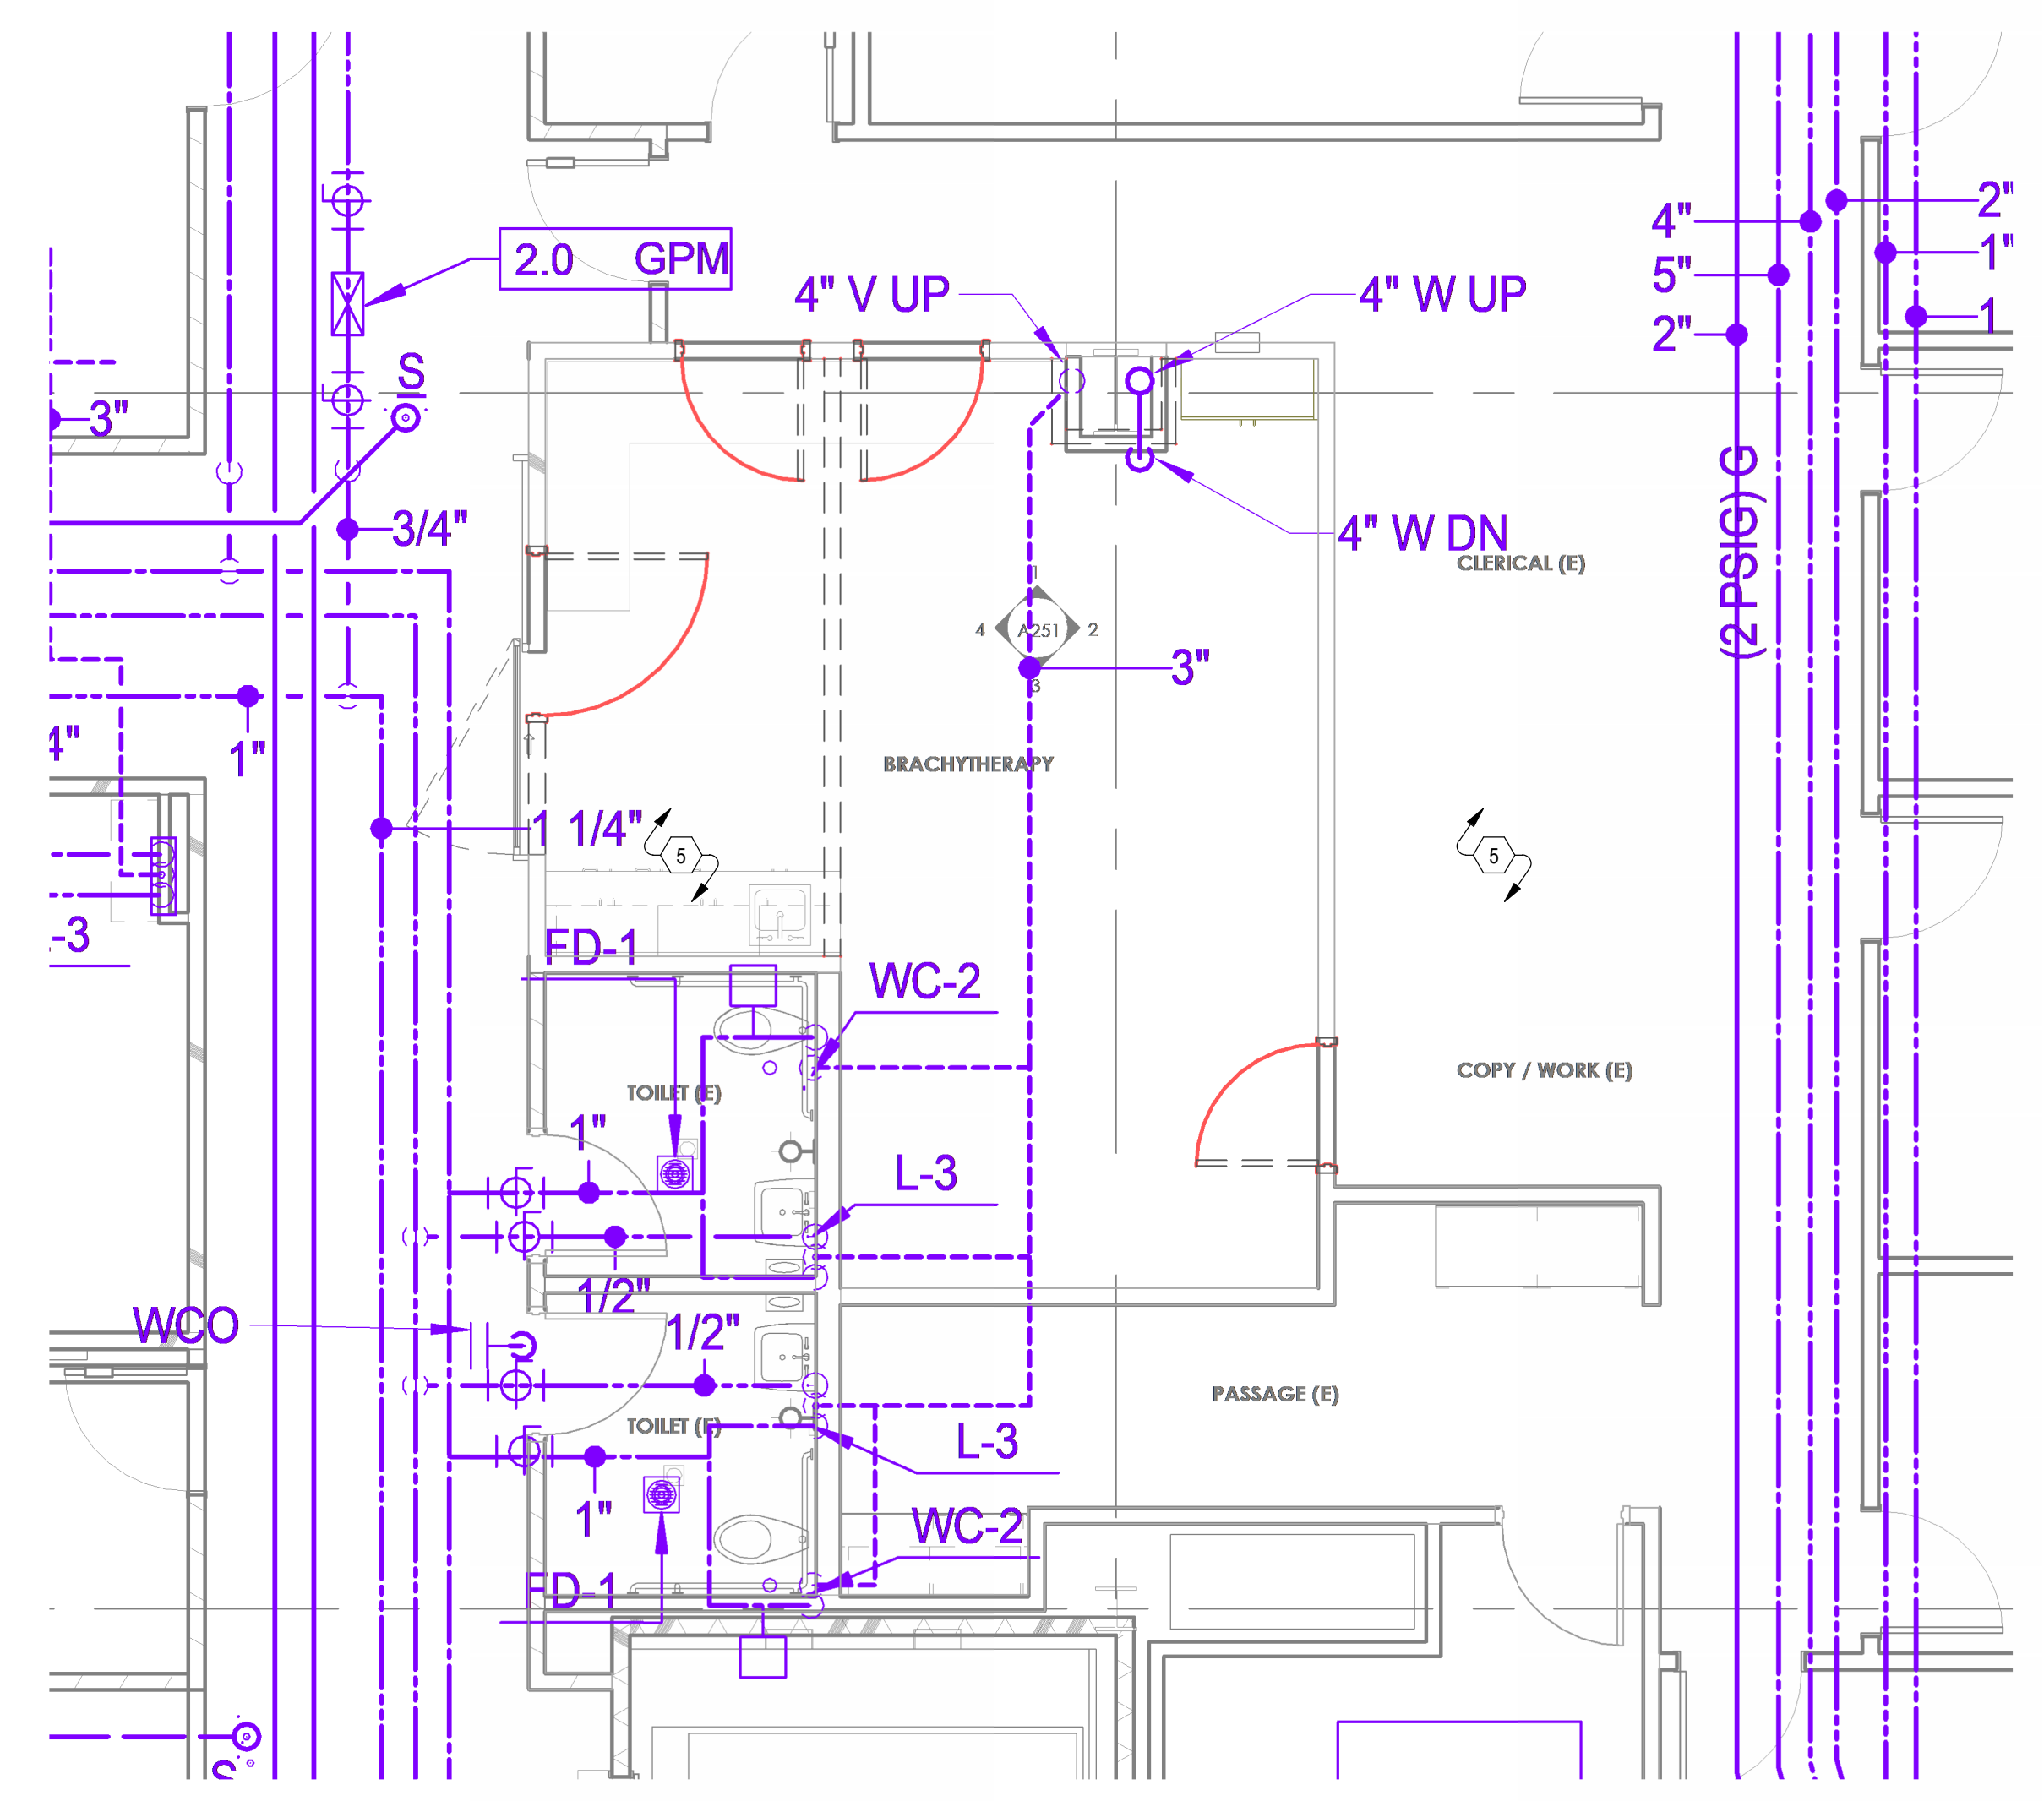 2"
4"
1"
2.0 GPM
5"
4" V UP
4" W UP
1
2"
S
3"
(2 PSIG) G
3/4"
4" W DN
CLERICAL (E)
1
4
A251
2
3"
3
4"
1"
BRACHYTHERAPY
1 1/4"
5
5
-3
FD-1
WC-2
COPY / WORK (E)
TOILET (E)
1"
L-3
1/2"
WCO
1/2"
PASSAGE (E)
TOILET (E)
L-3
1"
WC-2
FD-1
S